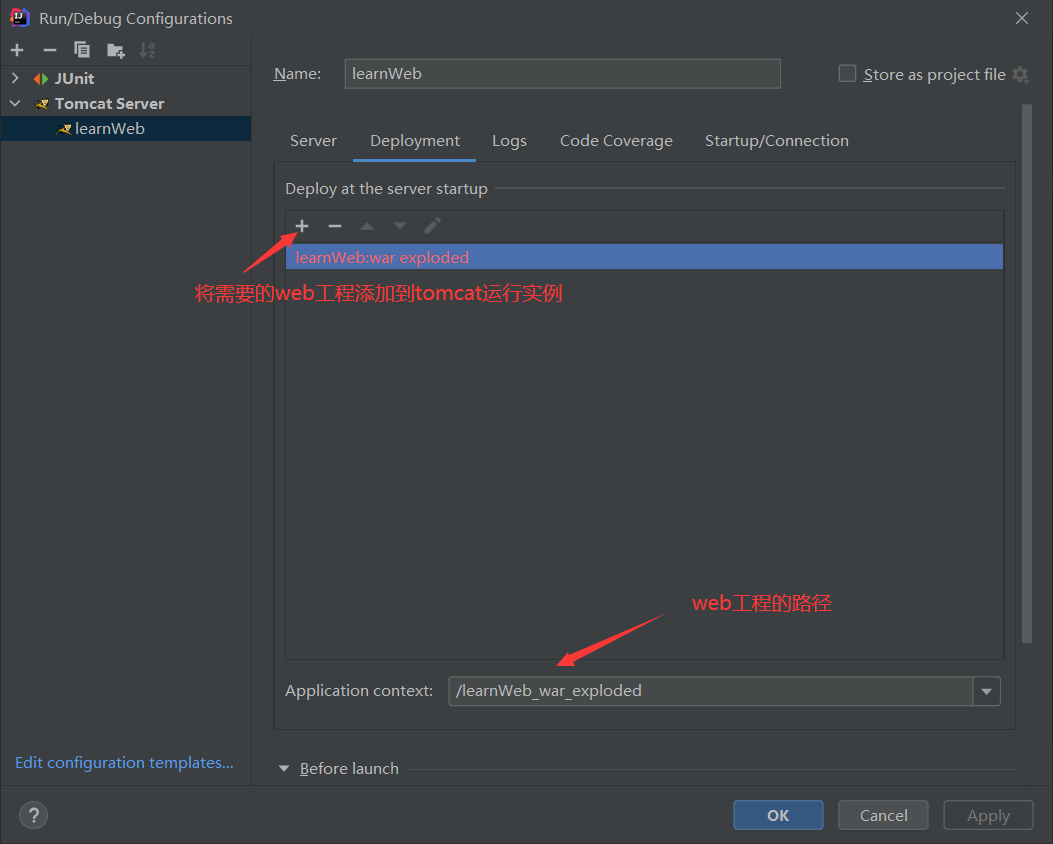 Run/Debug Configurations
JUnit
Tomcat Server
learnWeb
Edit configuration templates...
Name: learnWeb
Store as project file
Server Deployment Logs Code Coverage Startup/Connection
Deploy at the server startup
learnWeb:war exploded
将需要的web工程添加到tomcat运行实例
web工程的路径
Application context: /learnWeb_war_exploded
Before launch
? OK Cancel Apply